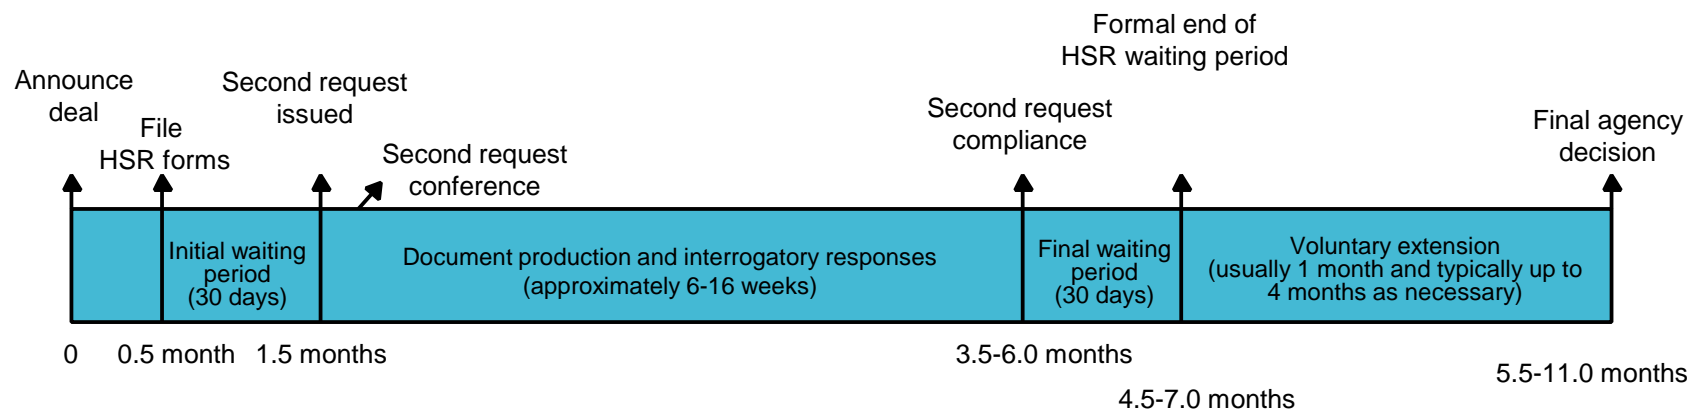 Announce
deal
File
HSR forms
Second request
issued
Second request
conference
Second request
compliance
Formal end of
HSR waiting period
Final agency
decision
Initial waiting
period
(30 days)
Document production and interrogatory responses
(approximately 6-16 weeks)
Final waiting
period
(30 days)
Voluntary extension
(usually 1 month and typically up to
4 months as necessary)
0
0.5 month
1.5 months
3.5-6.0 months
4.5-7.0 months
5.5-11.0 months